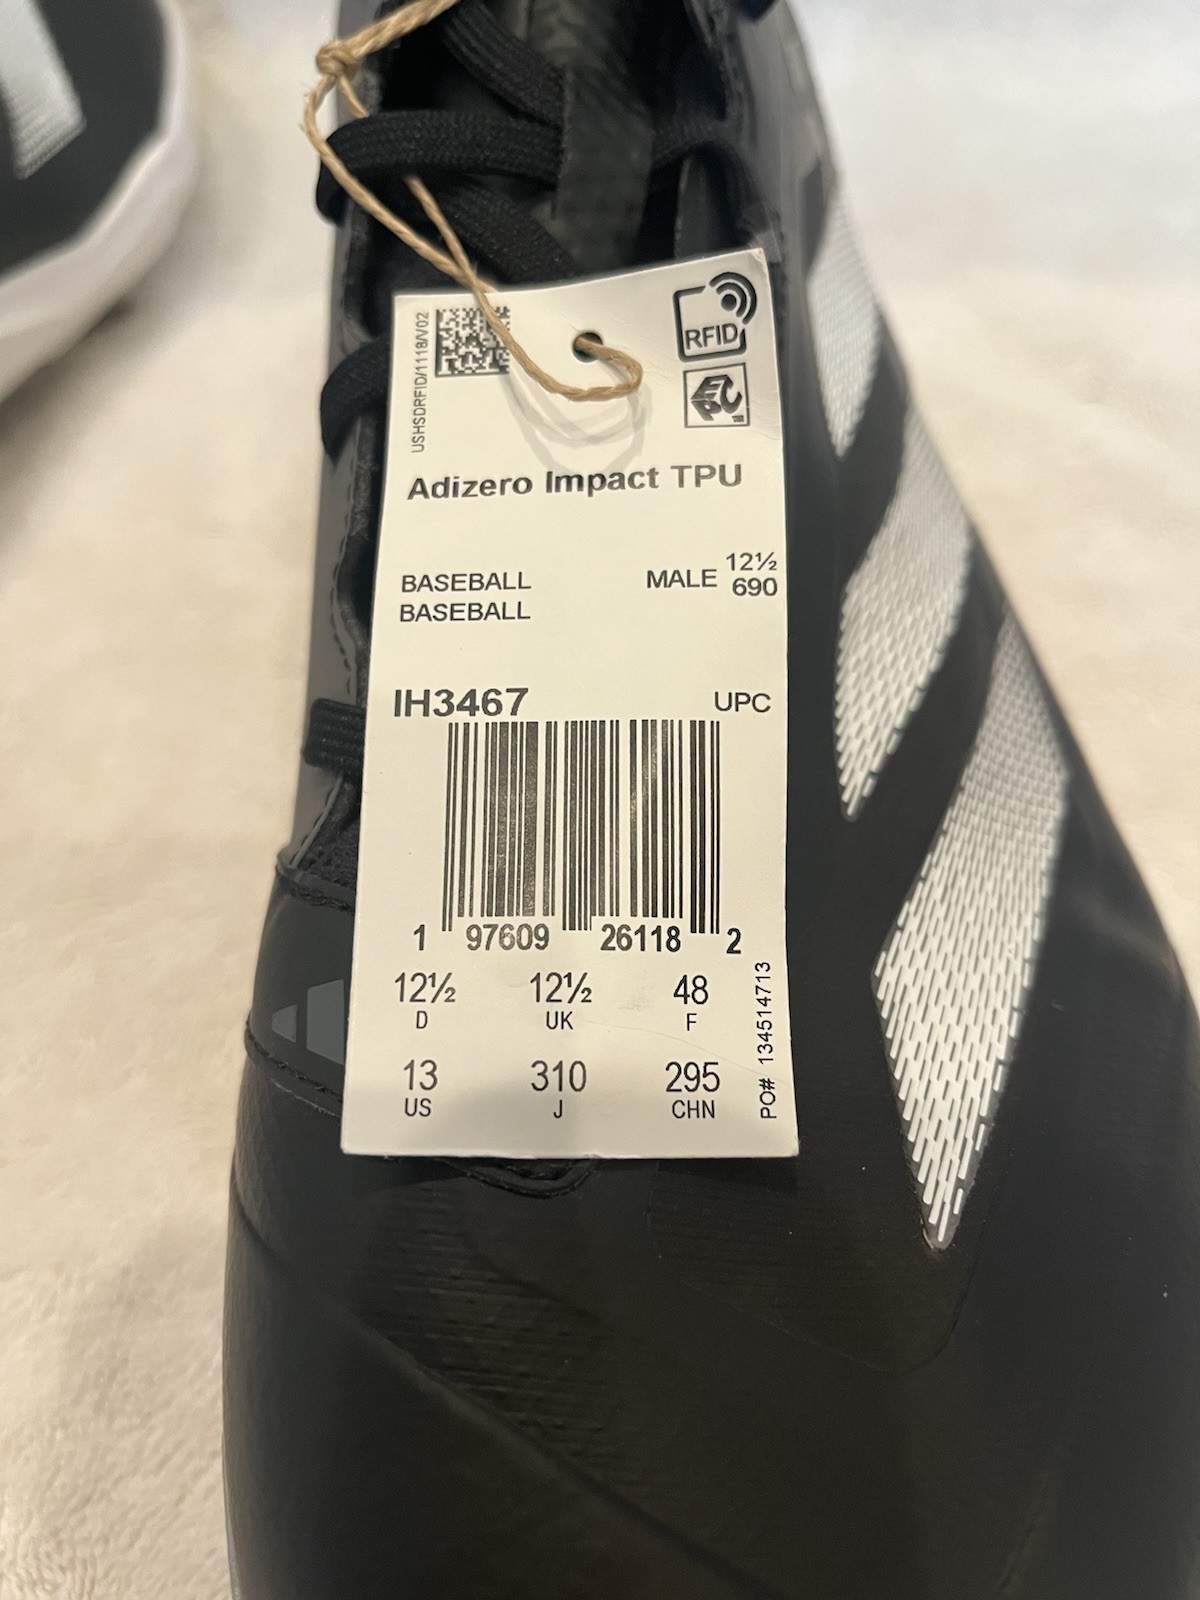 USHSDRFID/1118/V02
RFID
EPC
Adizero Impact TPU
BASEBALL
BASEBALL
MALE 12½
690
IH3467
UPC
1 97609 26118 2
12½ 12½ 48
D UK F
13 310 295
US J CHN
PO# 134514713